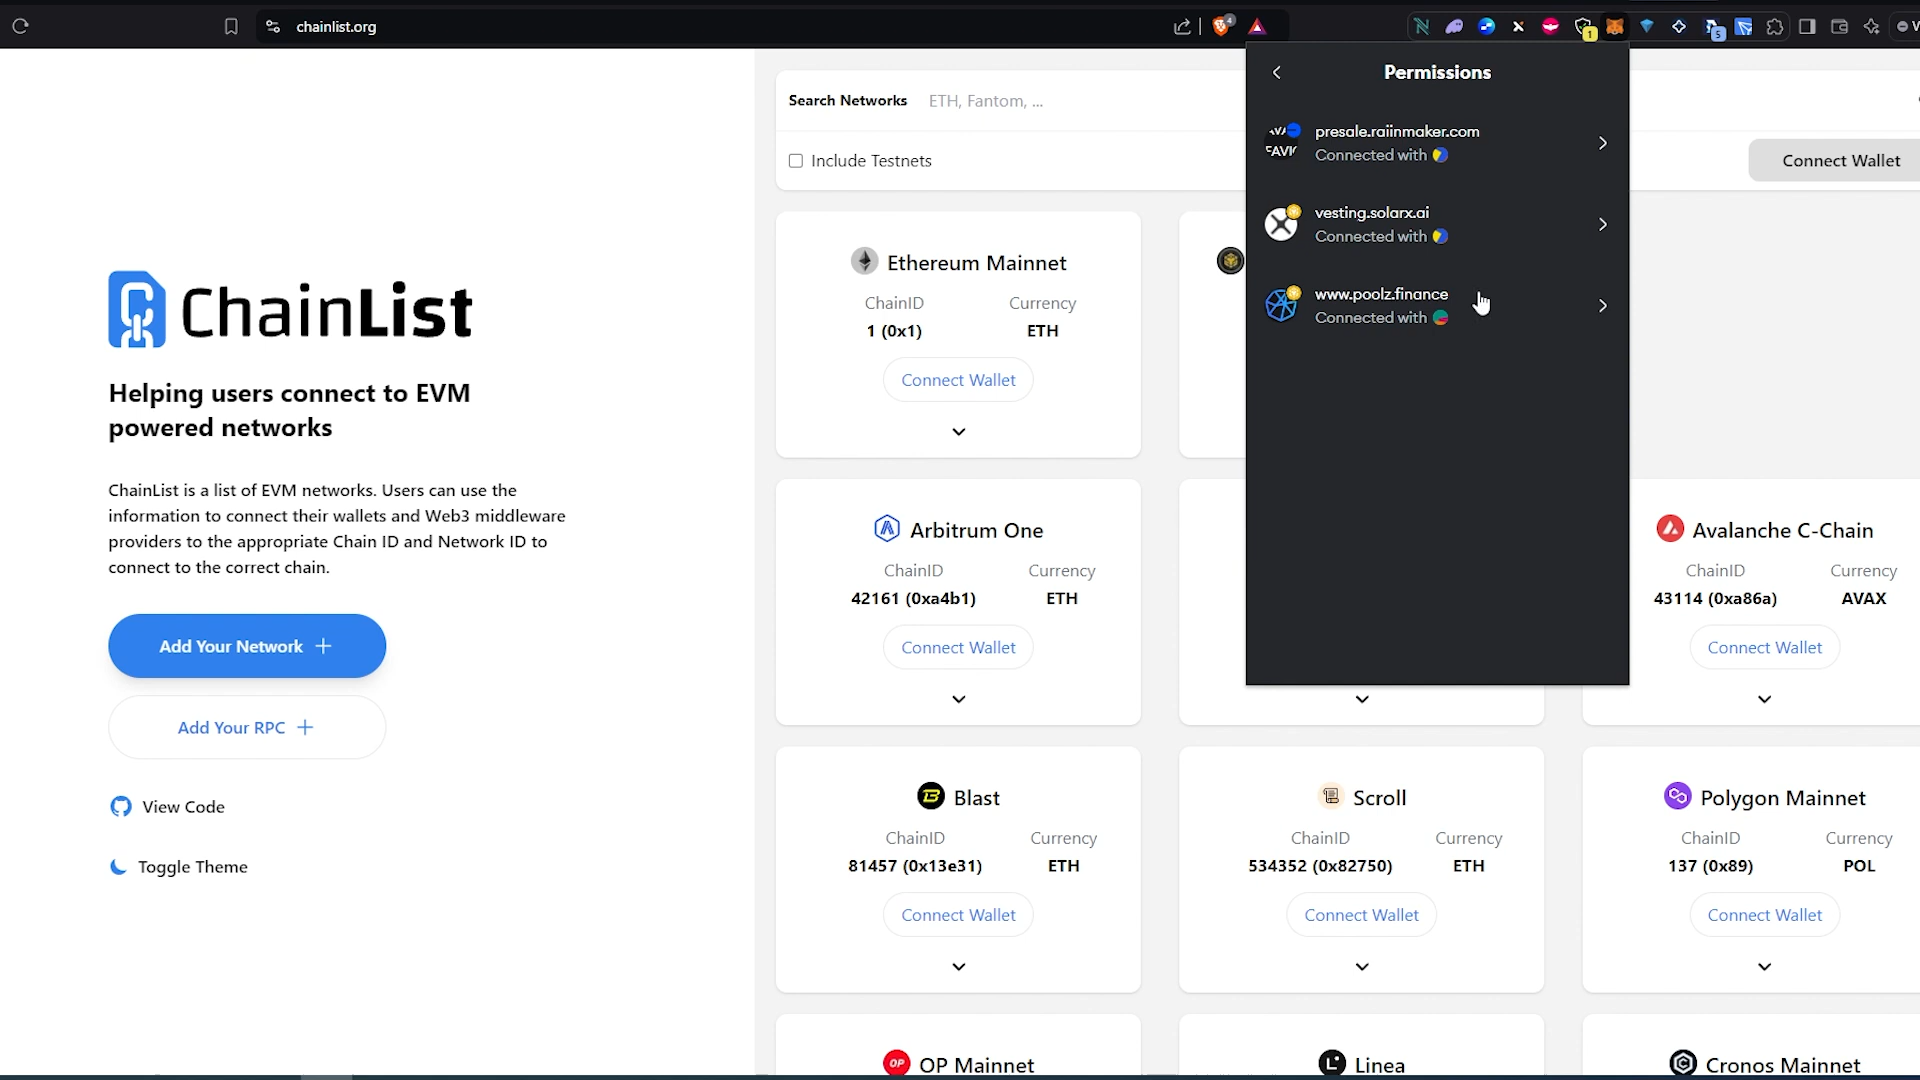 chainlist.org
4
1
5
Permissions
presale.raiinmaker.com
Connected with
vesting.solarx.ai
Connected with
www.poolz.finance
Connected with
ChainList
Helping users connect to EVM
powered networks
ChainList is a list of EVM networks. Users can use the
information to connect their wallets and Web3 middleware
providers to the appropriate Chain ID and Network ID to
connect to the correct chain.
Add Your Network
Add Your RPC
View Code
Toggle Theme
Search Networks ETH, Fantom, ...
Include Testnets
Connect Wallet
Ethereum Mainnet
ChainID Currency
1 (0x1) ETH
Connect Wallet
Arbitrum One
ChainID Currency
42161 (0xa4b1) ETH
Connect Wallet
Avalanche C-Chain
ChainID Currency
43114 (0xa86a) AVAX
Connect Wallet
Blast
ChainID Currency
81457 (0x13e31) ETH
Connect Wallet
Scroll
ChainID Currency
534352 (0x82750) ETH
Connect Wallet
Polygon Mainnet
ChainID Currency
137 (0x89) POL
Connect Wallet
OP OP Mainnet
Linea
Cronos Mainnet